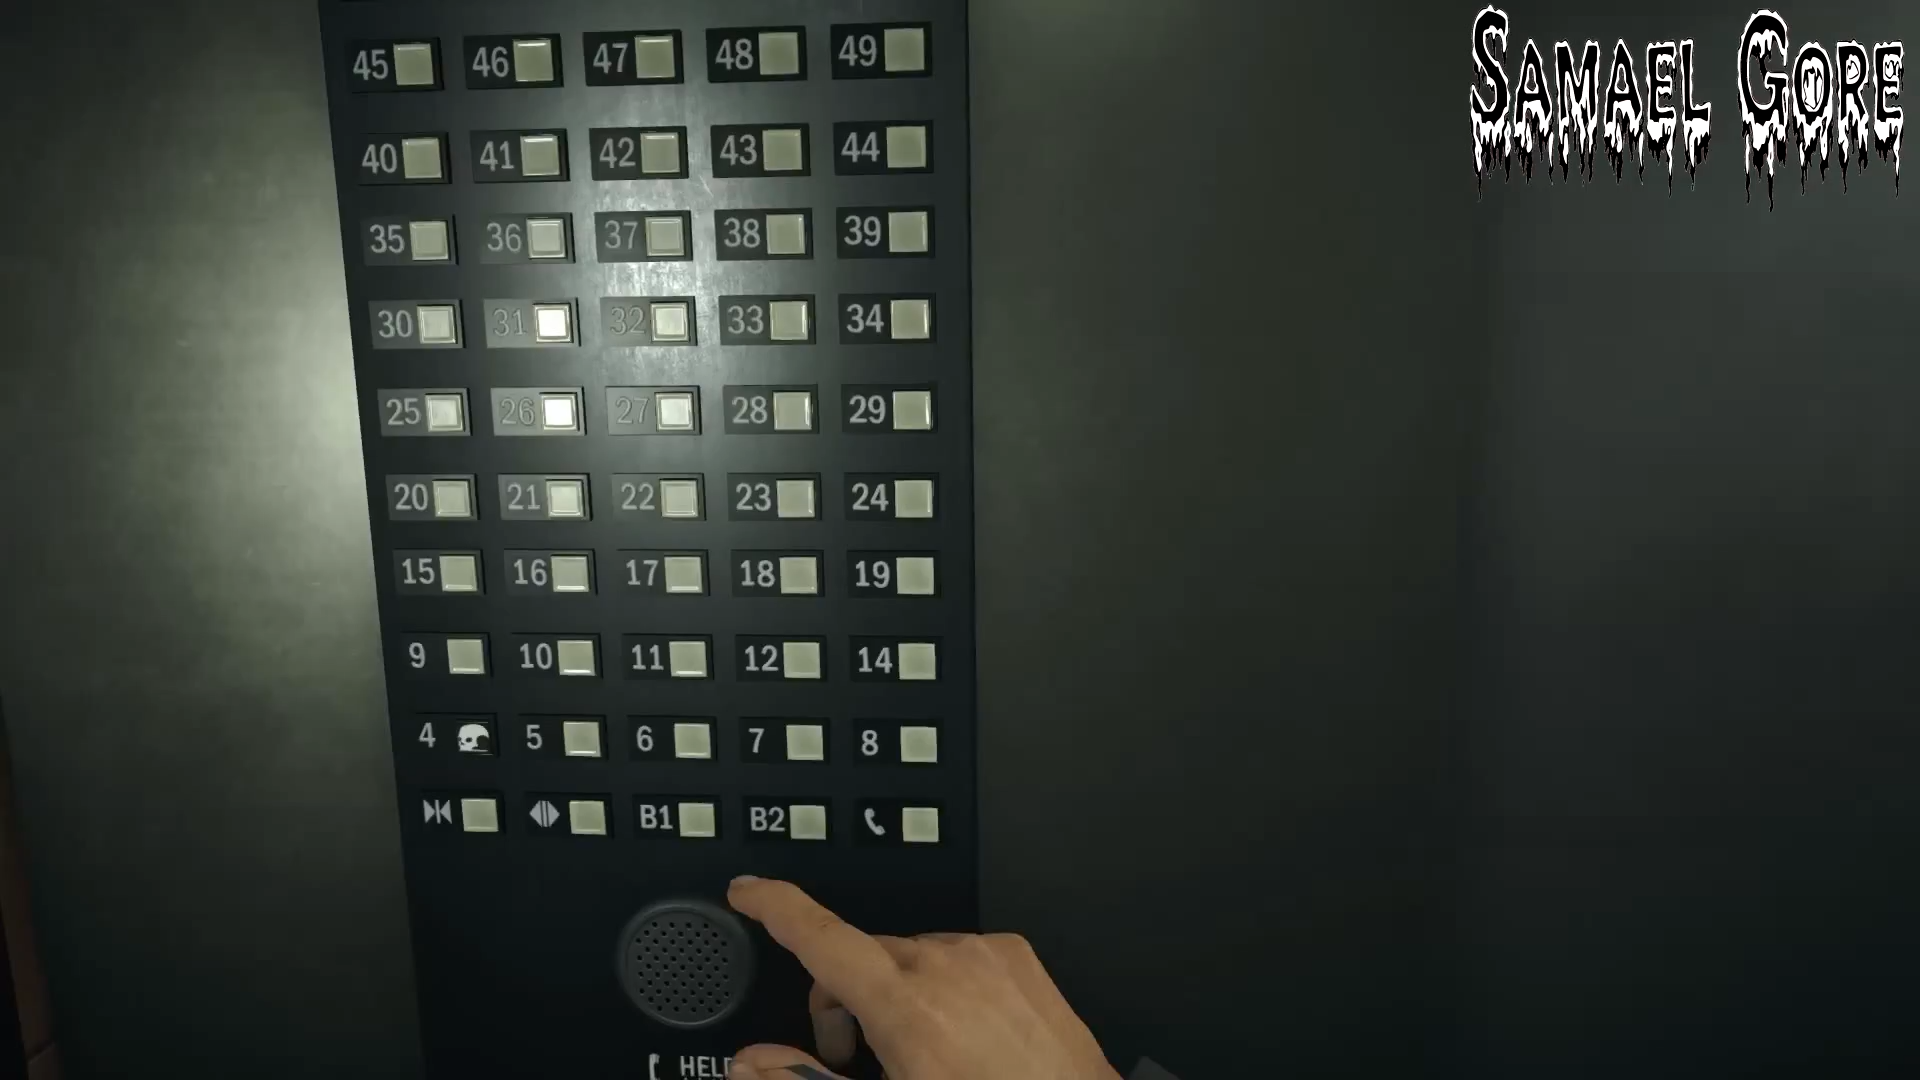 SAMAEL GORE
45 46 47 48 49
40 41 42 43 44
35 36 37 38 39
30 31 32 33 34
25 26 27 28 29
20 21 22 23 24
15 16 17 18 19
9 10 11 12 14
4 5 6 7 8
B1 B2
HELP